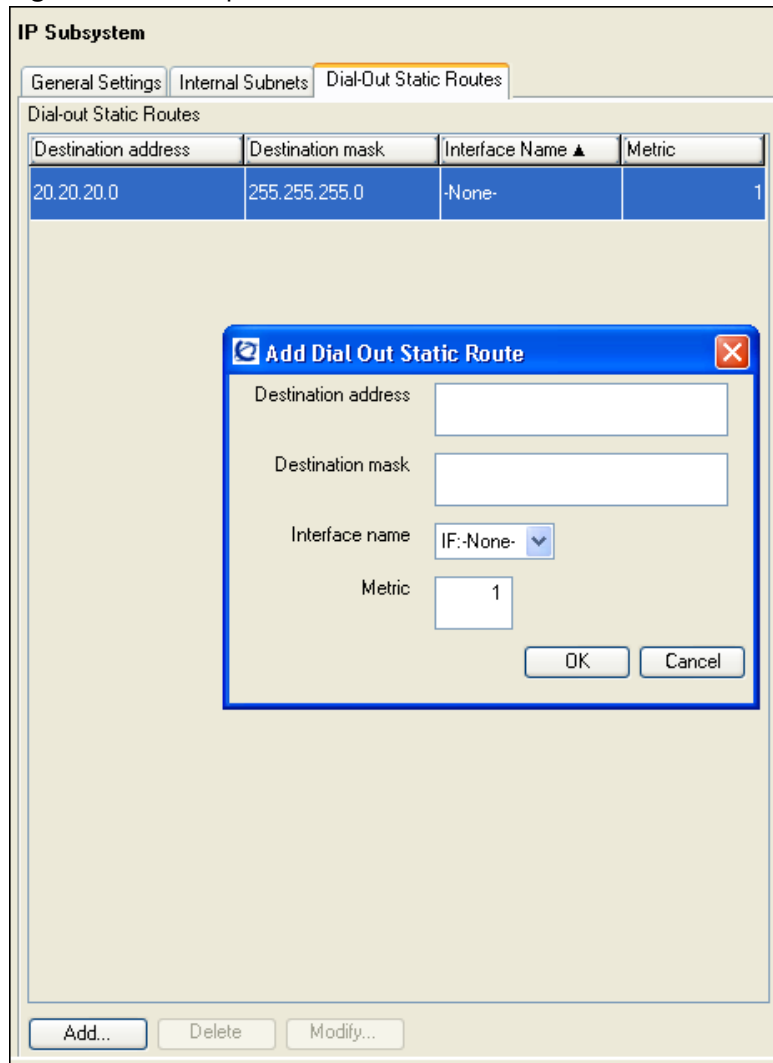 IP Subsystem
General Settings Internal Subnets Dial-Out Static Routes
Dial-out Static Routes
Destination address Destination mask Interface Name ▲ Metric
20.20.20.0 255.255.255.0 -None- 1
Add Dial Out Static Route
Destination address
Destination mask
Interface name IF:-None-
Metric 1
OK Cancel
Add... Delete Modify...